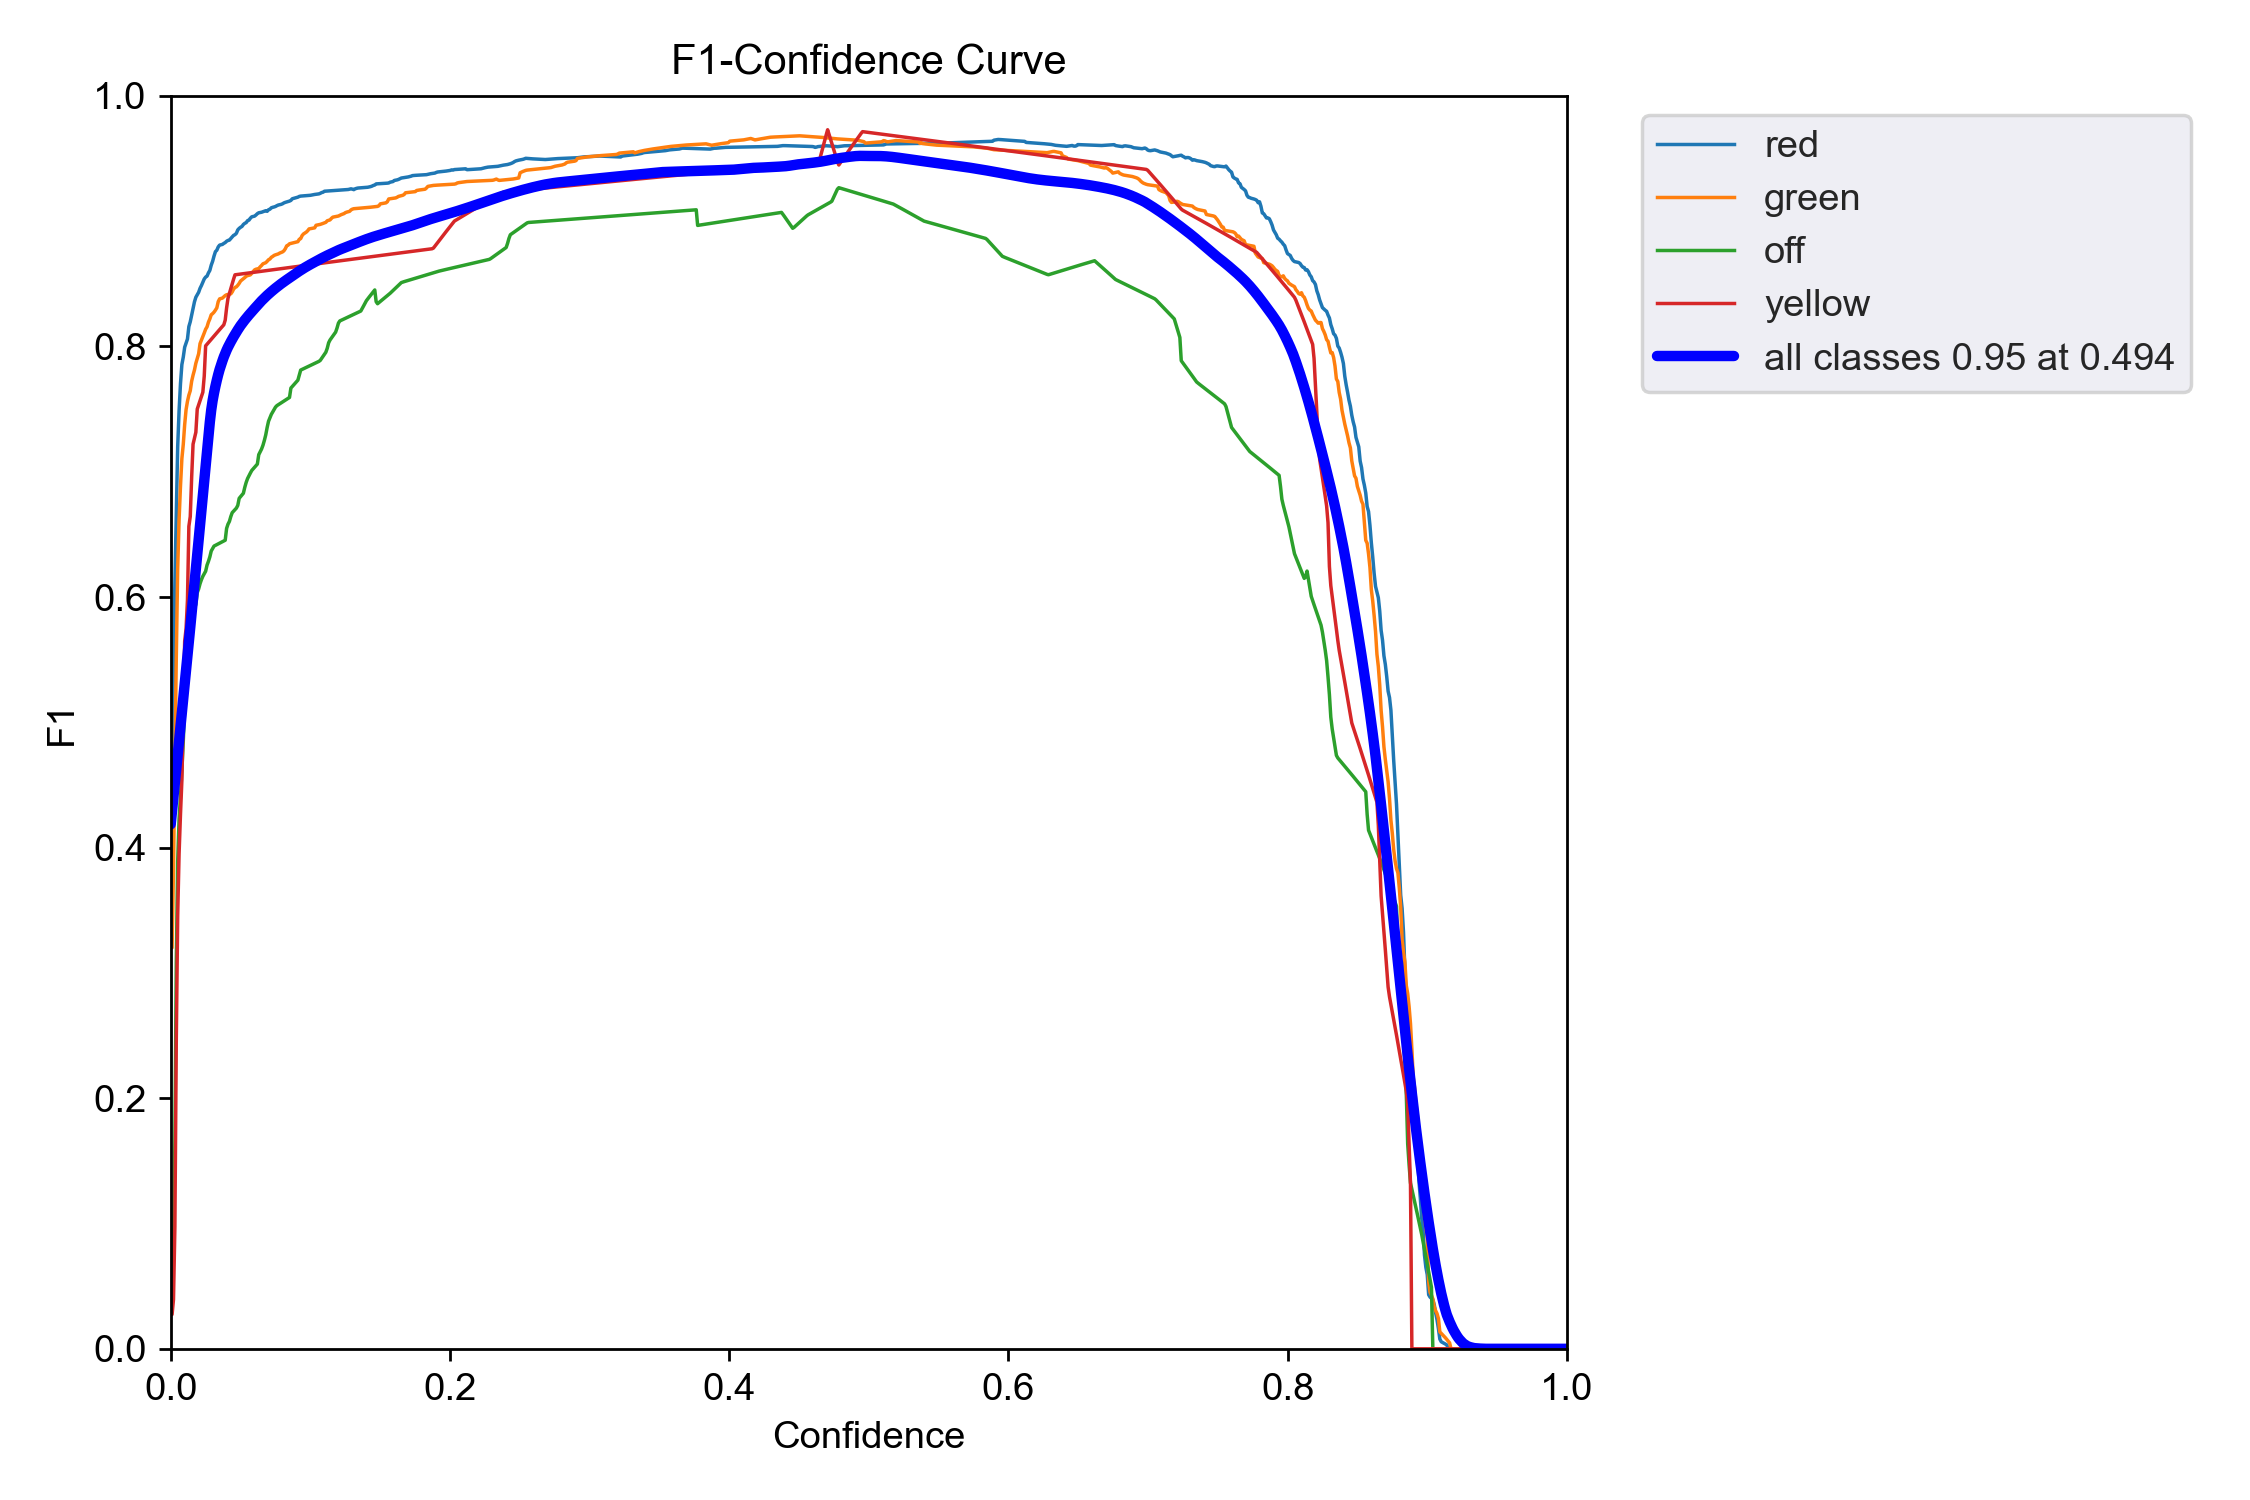 F1-Confidence Curve
1.0
0.8
0.6
0.4
0.2
0.0
F1
0.0 0.2 0.4 0.6 0.8 1.0
Confidence
red
green
off
yellow
all classes 0.95 at 0.494